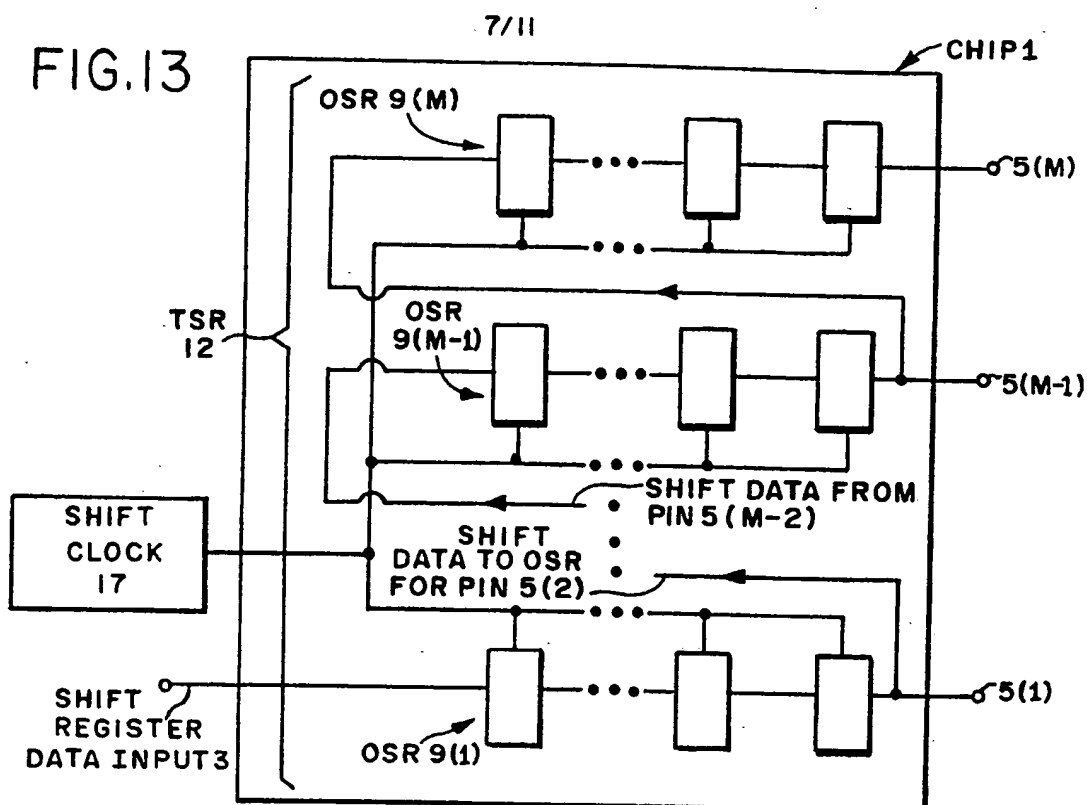 7/11
FIG.13
CHIP1
OSR 9(M)
5(M)
TSR
12
OSR
9(M-1)
5(M-1)
SHIFT DATA FROM
PIN 5(M-2)
SHIFT
CLOCK
17
SHIFT
DATA TO OSR
FOR PIN 5(2)
SHIFT
REGISTER
DATA INPUT3
OSR 9(1)
5(1)